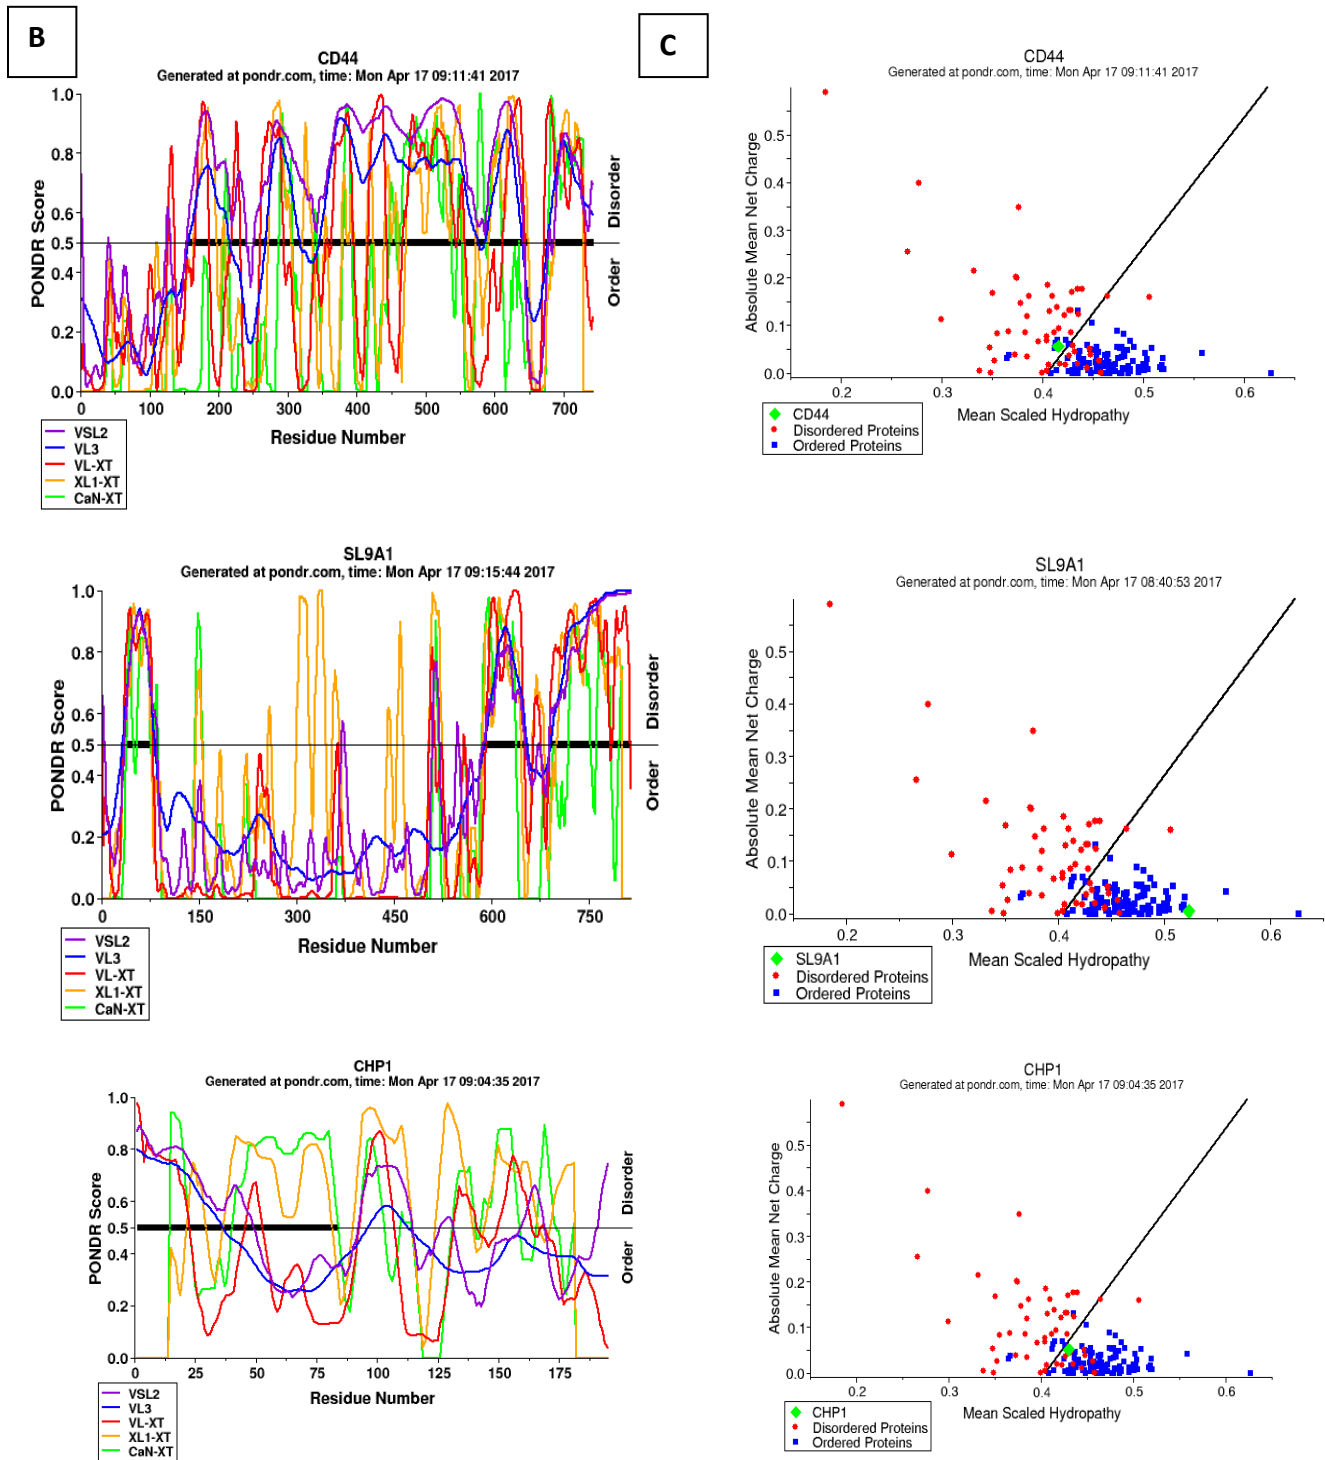 B
CD44
Generated at pondr.com, time: Mon Apr 17 09:11:41 2017
1.0
0.8
0.6
0.5
0.4
0.2
0.0
PONDR Score
Disorder
Order
0 100 200 300 400 500 600 700
Residue Number
VSL2
VL3
VL-XT
XL1-XT
CaN-XT
C
CD44
Generated at pondr.com, time: Mon Apr 17 09:11:41 2017
0.5
0.4
0.3
0.2
0.1
0.0
Absolute Mean Net Charge
0.2 0.3 0.4 0.5 0.6
Mean Scaled Hydropathy
CD44
Disordered Proteins
Ordered Proteins
SL9A1
Generated at pondr.com, time: Mon Apr 17 09:15:44 2017
1.0
0.8
0.6
0.5
0.4
0.2
0.0
PONDR Score
Disorder
Order
0 150 300 450 600 750
Residue Number
VSL2
VL3
VL-XT
XL1-XT
CaN-XT
SL9A1
Generated at pondr.com, time: Mon Apr 17 08:40:53 2017
0.5
0.4
0.3
0.2
0.1
0.0
Absolute Mean Net Charge
0.2 0.3 0.4 0.5 0.6
Mean Scaled Hydropathy
SL9A1
Disordered Proteins
Ordered Proteins
CHP1
Generated at pondr.com, time: Mon Apr 17 09:04:35 2017
1.0
0.8
0.6
0.5
0.4
0.2
0.0
PONDR Score
Disorder
Order
0 25 50 75 100 125 150 175
Residue Number
VSL2
VL3
VL-XT
XL1-XT
CaN-XT
CHP1
Generated at pondr.com, time: Mon Apr 17 09:04:35 2017
0.5
0.4
0.3
0.2
0.1
0.0
Absolute Mean Net Charge
0.2 0.3 0.4 0.5 0.6
Mean Scaled Hydropathy
CHP1
Disordered Proteins
Ordered Proteins